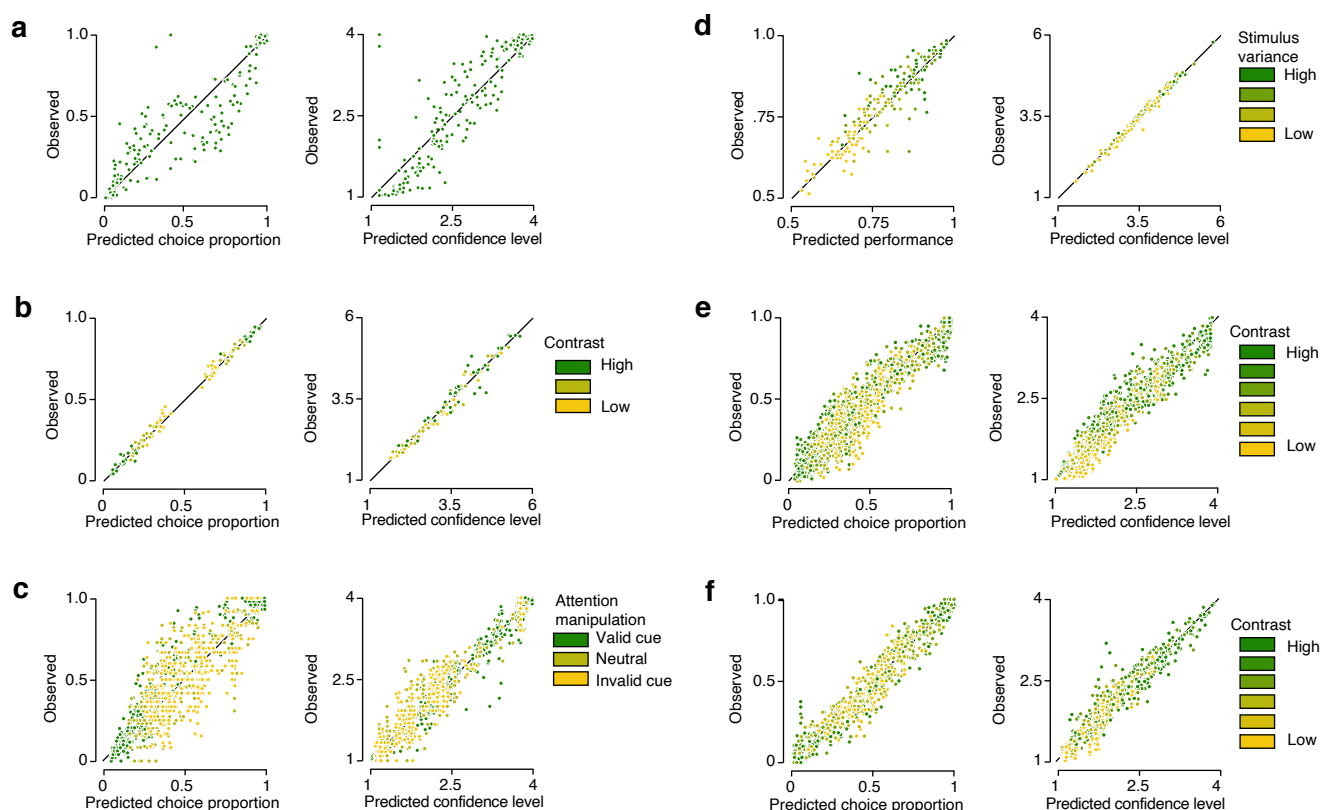 a
1.0
0.5
0
Observed
0
0.5
1
Predicted choice proportion
4
2.5
1
Observed
1
2.5
4
Predicted confidence level
b
1.0
0.5
0
Observed
0
0.5
1
Predicted choice proportion
6
3.5
1
Observed
1
3.5
6
Predicted confidence level
Contrast
High
Low
c
1.0
0.5
0
Observed
0
0.5
1
Predicted choice proportion
4
2.5
1
Observed
1
2.5
4
Predicted confidence level
Attention
manipulation
Valid cue
Neutral
Invalid cue
d
1.0
.75
0.5
Observed
0.5
0.75
1
Predicted performance
6
3.5
1
Observed
1
3.5
6
Predicted confidence level
Stimulus
variance
High
Low
e
1.0
0.5
0
Observed
0
0.5
1
Predicted choice proportion
4
2.5
1
Observed
1
2.5
4
Predicted confidence level
Contrast
High
Low
f
1.0
0.5
0
Observed
0
0.5
1
Predicted choice proportion
4
2.5
1
Observed
1
2.5
4
Predicted confidence level
Contrast
High
Low